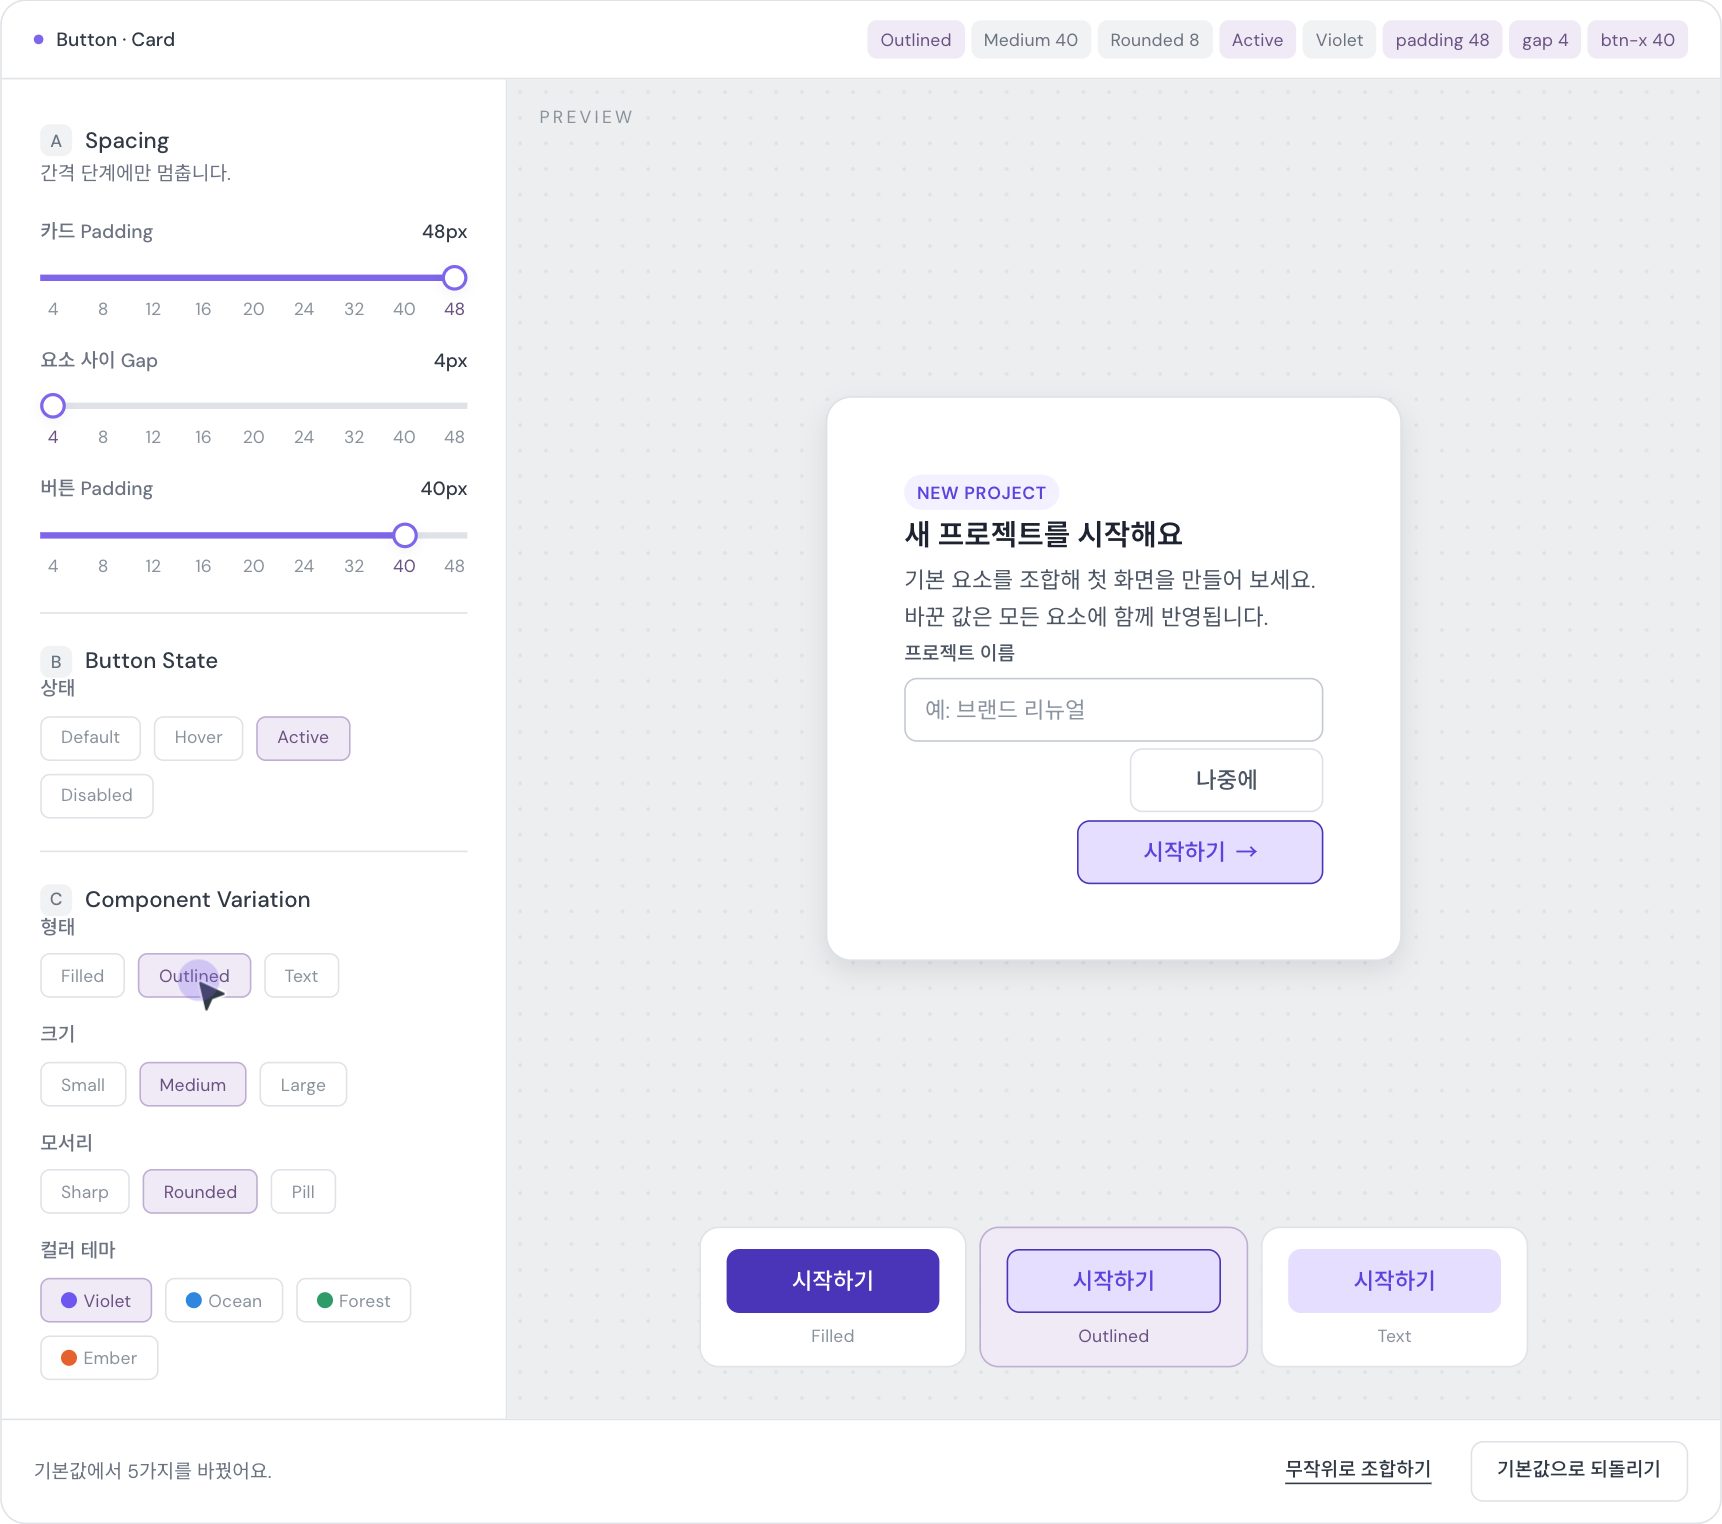 Button · Card
Outlined Medium 40 Rounded 8 Active Violet padding 48 gap 4 btn-x 40
A Spacing
간격 단계에만 멈춥니다.
카드 Padding 48px
4 8 12 16 20 24 32 40 48
요소 사이 Gap 4px
4 8 12 16 20 24 32 40 48
버튼 Padding 40px
4 8 12 16 20 24 32 40 48
B Button State
상태
Default Hover Active
Disabled
C Component Variation
형태
Filled Outlined Text
크기
Small Medium Large
모서리
Sharp Rounded Pill
컬러 테마
Violet Ocean Forest
Ember
PREVIEW
NEW PROJECT
새 프로젝트를 시작해요
기본 요소를 조합해 첫 화면을 만들어 보세요.
바꾼 값은 모든 요소에 함께 반영됩니다.
프로젝트 이름
예: 브랜드 리뉴얼
나중에
시작하기 →
시작하기 시작하기 시작하기
Filled Outlined Text
기본값에서 5가지를 바꿨어요.
무작위로 조합하기 기본값으로 되돌리기